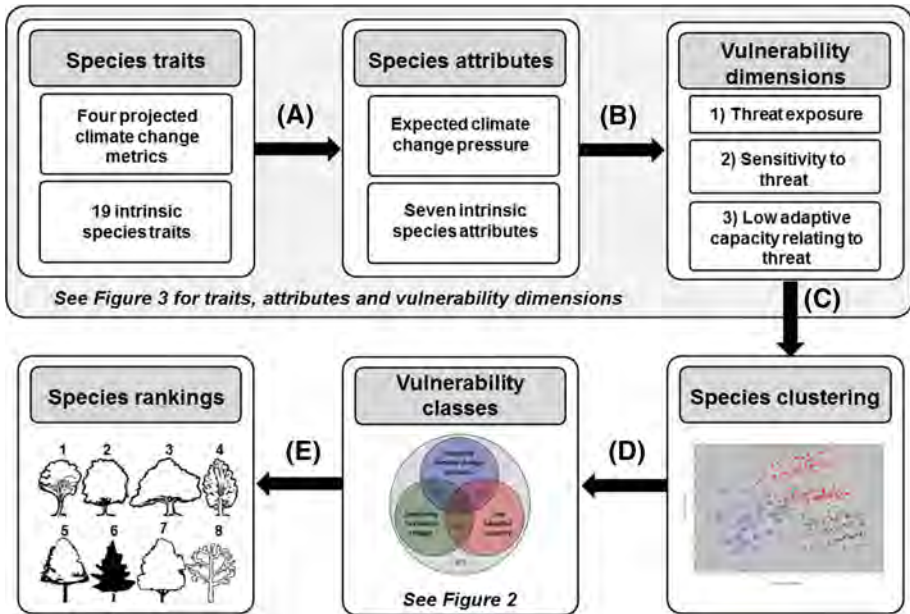 Species traits
Four projected
climate change
metrics
19 intrinsic
species traits
(A)
Species attributes
Expected climate
change pressure
Seven intrinsic
species attributes
(B)
Vulnerability
dimensions
1) Threat exposure
2) Sensitivity to
threat
3) Low adaptive
capacity relating to
threat
See Figure 3 for traits, attributes and vulnerability dimensions
(C)
Species clustering
(D)
Vulnerability
classes
See Figure 2
(E)
Species rankings
1 2 3 4
5 6 7 8